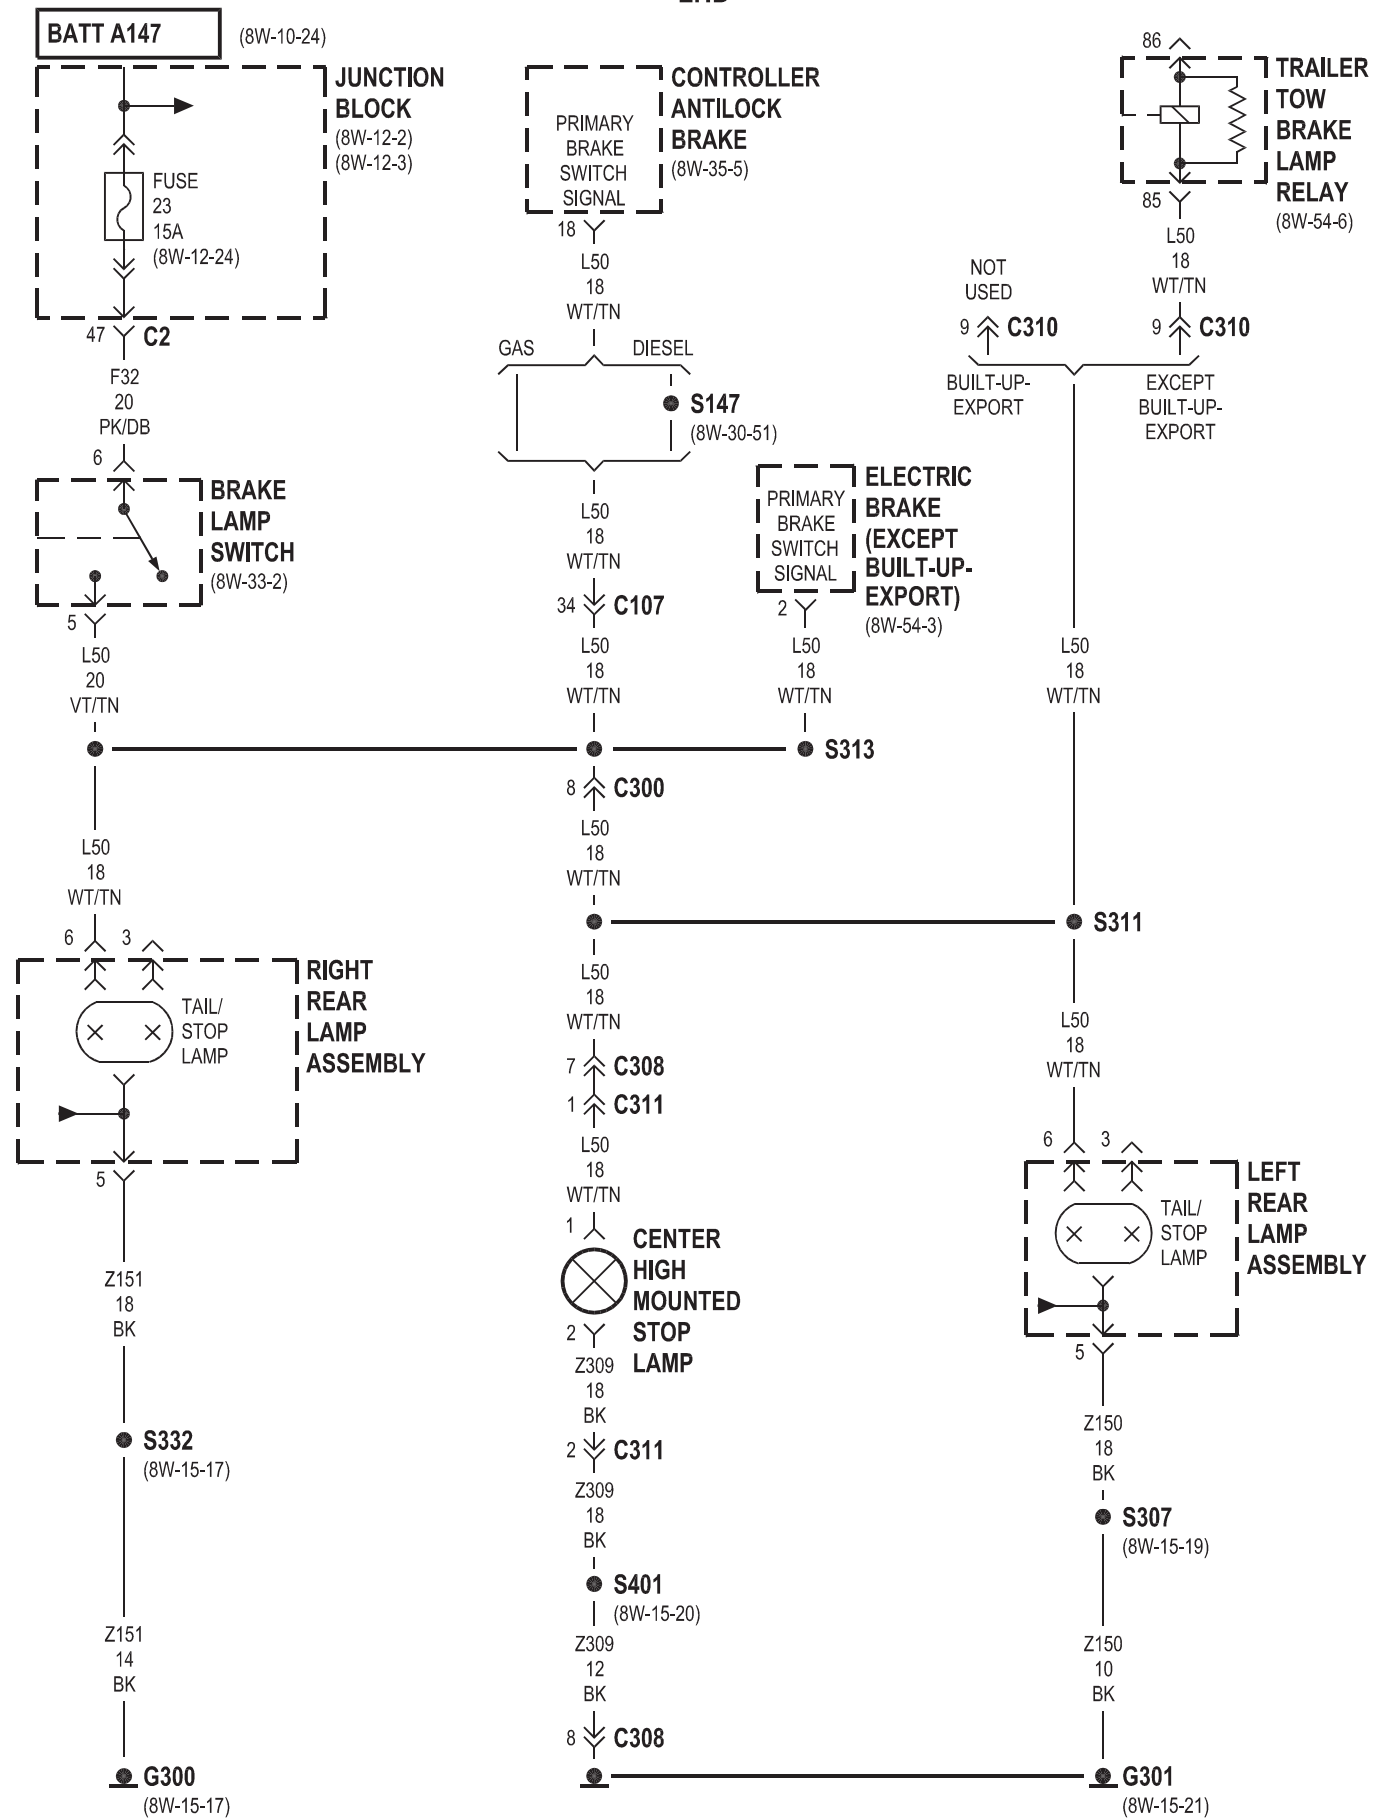 LHD
BATT A147
(8W-10-24)
JUNCTION
BLOCK
(8W-12-2)
(8W-12-3)
FUSE
23
15A
(8W-12-24)
47
C2
F32
20
PK/DB
6
BRAKE
LAMP
SWITCH
(8W-33-2)
5
L50
20
VT/TN
L50
18
WT/TN
6
3
RIGHT
REAR
LAMP
ASSEMBLY
TAIL/
STOP
LAMP
5
Z151
18
BK
S332
(8W-15-17)
Z151
14
BK
G300
(8W-15-17)
CONTROLLER
ANTILOCK
BRAKE
(8W-35-5)
PRIMARY
BRAKE
SWITCH
SIGNAL
18
L50
18
WT/TN
GAS
DIESEL
S147
(8W-30-51)
L50
18
WT/TN
34
C107
L50
18
WT/TN
ELECTRIC
BRAKE
(EXCEPT
BUILT-UP-
EXPORT)
(8W-54-3)
PRIMARY
BRAKE
SWITCH
SIGNAL
2
L50
18
WT/TN
S313
8
C300
L50
18
WT/TN
L50
18
WT/TN
7
C308
1
C311
L50
18
WT/TN
1
CENTER
HIGH
MOUNTED
STOP
LAMP
2
Z309
18
BK
2
C311
Z309
18
BK
S401
(8W-15-20)
Z309
12
BK
8
C308
86
TRAILER
TOW
BRAKE
LAMP
RELAY
(8W-54-6)
85
L50
18
WT/TN
NOT
USED
9
C310
9
C310
BUILT-UP-
EXPORT
EXCEPT
BUILT-UP-
EXPORT
L50
18
WT/TN
S311
L50
18
WT/TN
6
3
LEFT
REAR
LAMP
ASSEMBLY
TAIL/
STOP
LAMP
5
Z150
18
BK
S307
(8W-15-19)
Z150
10
BK
G301
(8W-15-21)